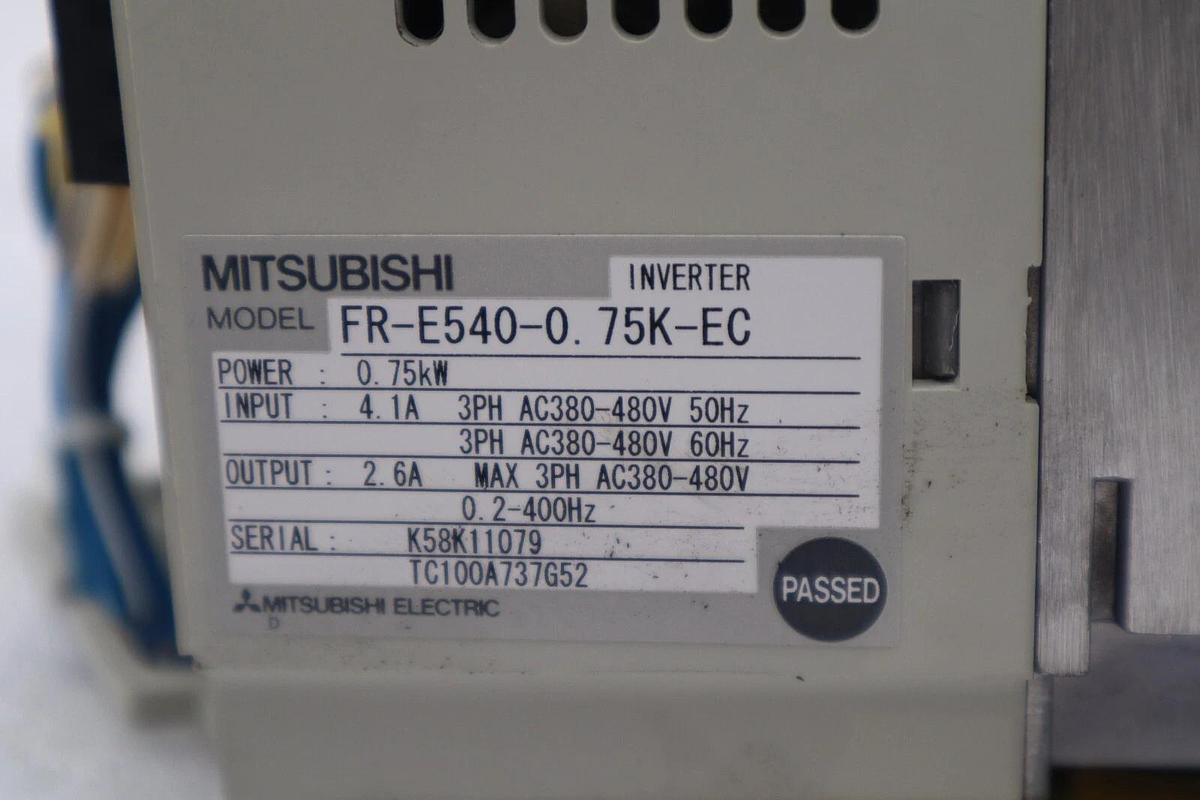 MITSUBISHI INVERTER
MODEL FR-E540-0.75K-EC
POWER : 0.75kW
INPUT : 4.1A 3PH AC380-480V 50Hz
3PH AC380-480V 60Hz
OUTPUT : 2.6A MAX 3PH AC380-480V
0.2-400Hz
SERIAL : K58K11079
TC100A737G52
PASSED
MITSUBISHI ELECTRIC
D